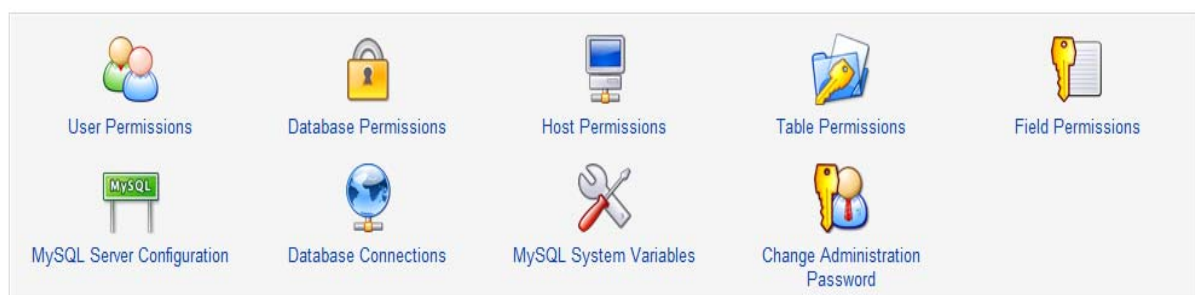 User Permissions
Database Permissions
Host Permissions
Table Permissions
Field Permissions
MySQL
MySQL Server Configuration
Database Connections
MySQL System Variables
Change Administration
Password